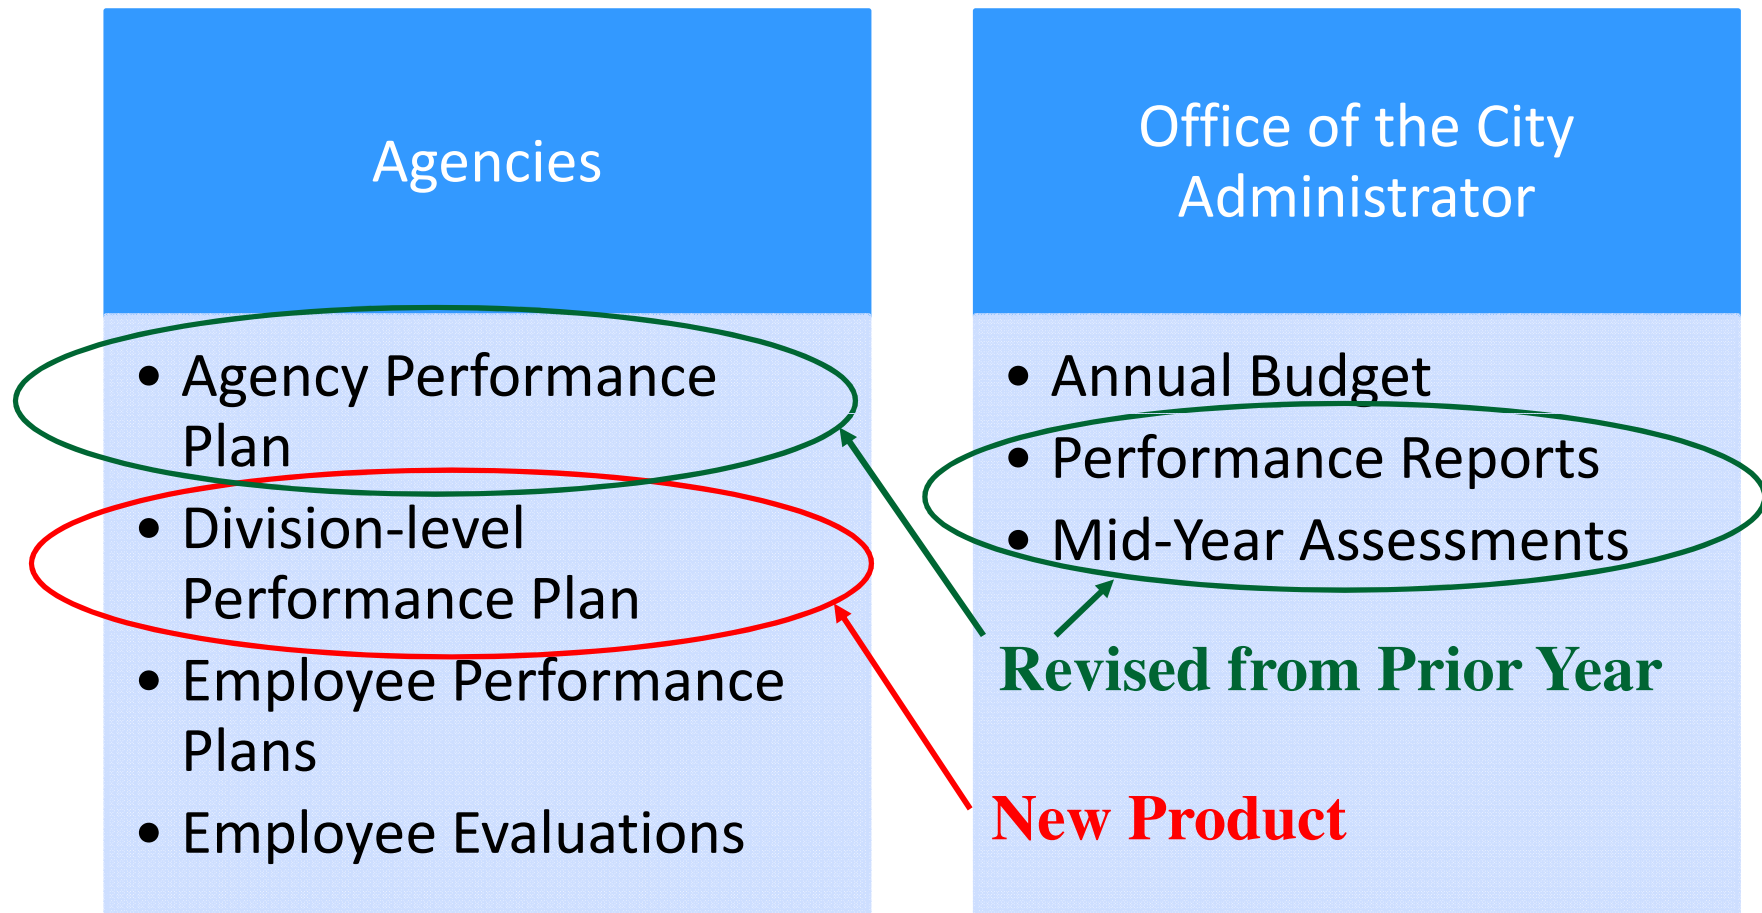 Agencies
• Agency Performance
Plan
• Division-level
Performance Plan
• Employee Performance
Plans
• Employee Evaluations
Office of the City
Administrator
• Annual Budget
• Performance Reports
• Mid-Year Assessments
Revised from Prior Year
New Product